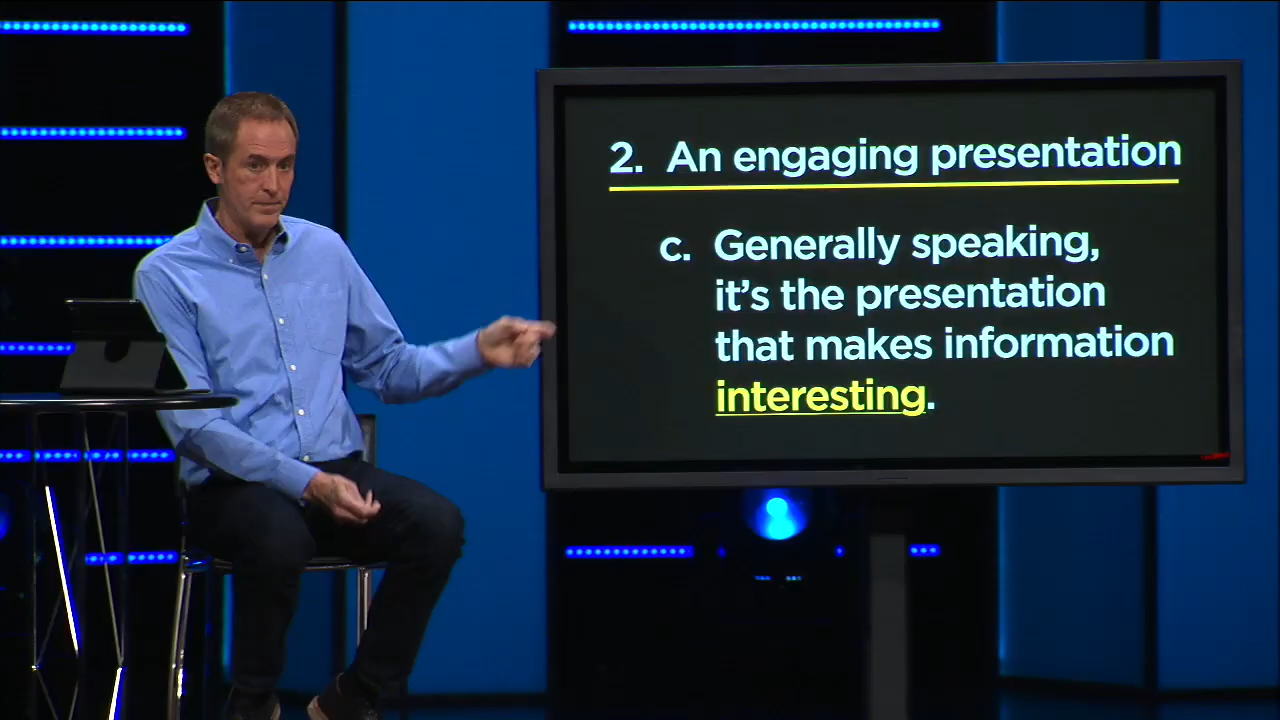 2. An engaging presentation
c. Generally speaking,
it's the presentation
that makes information
interesting.